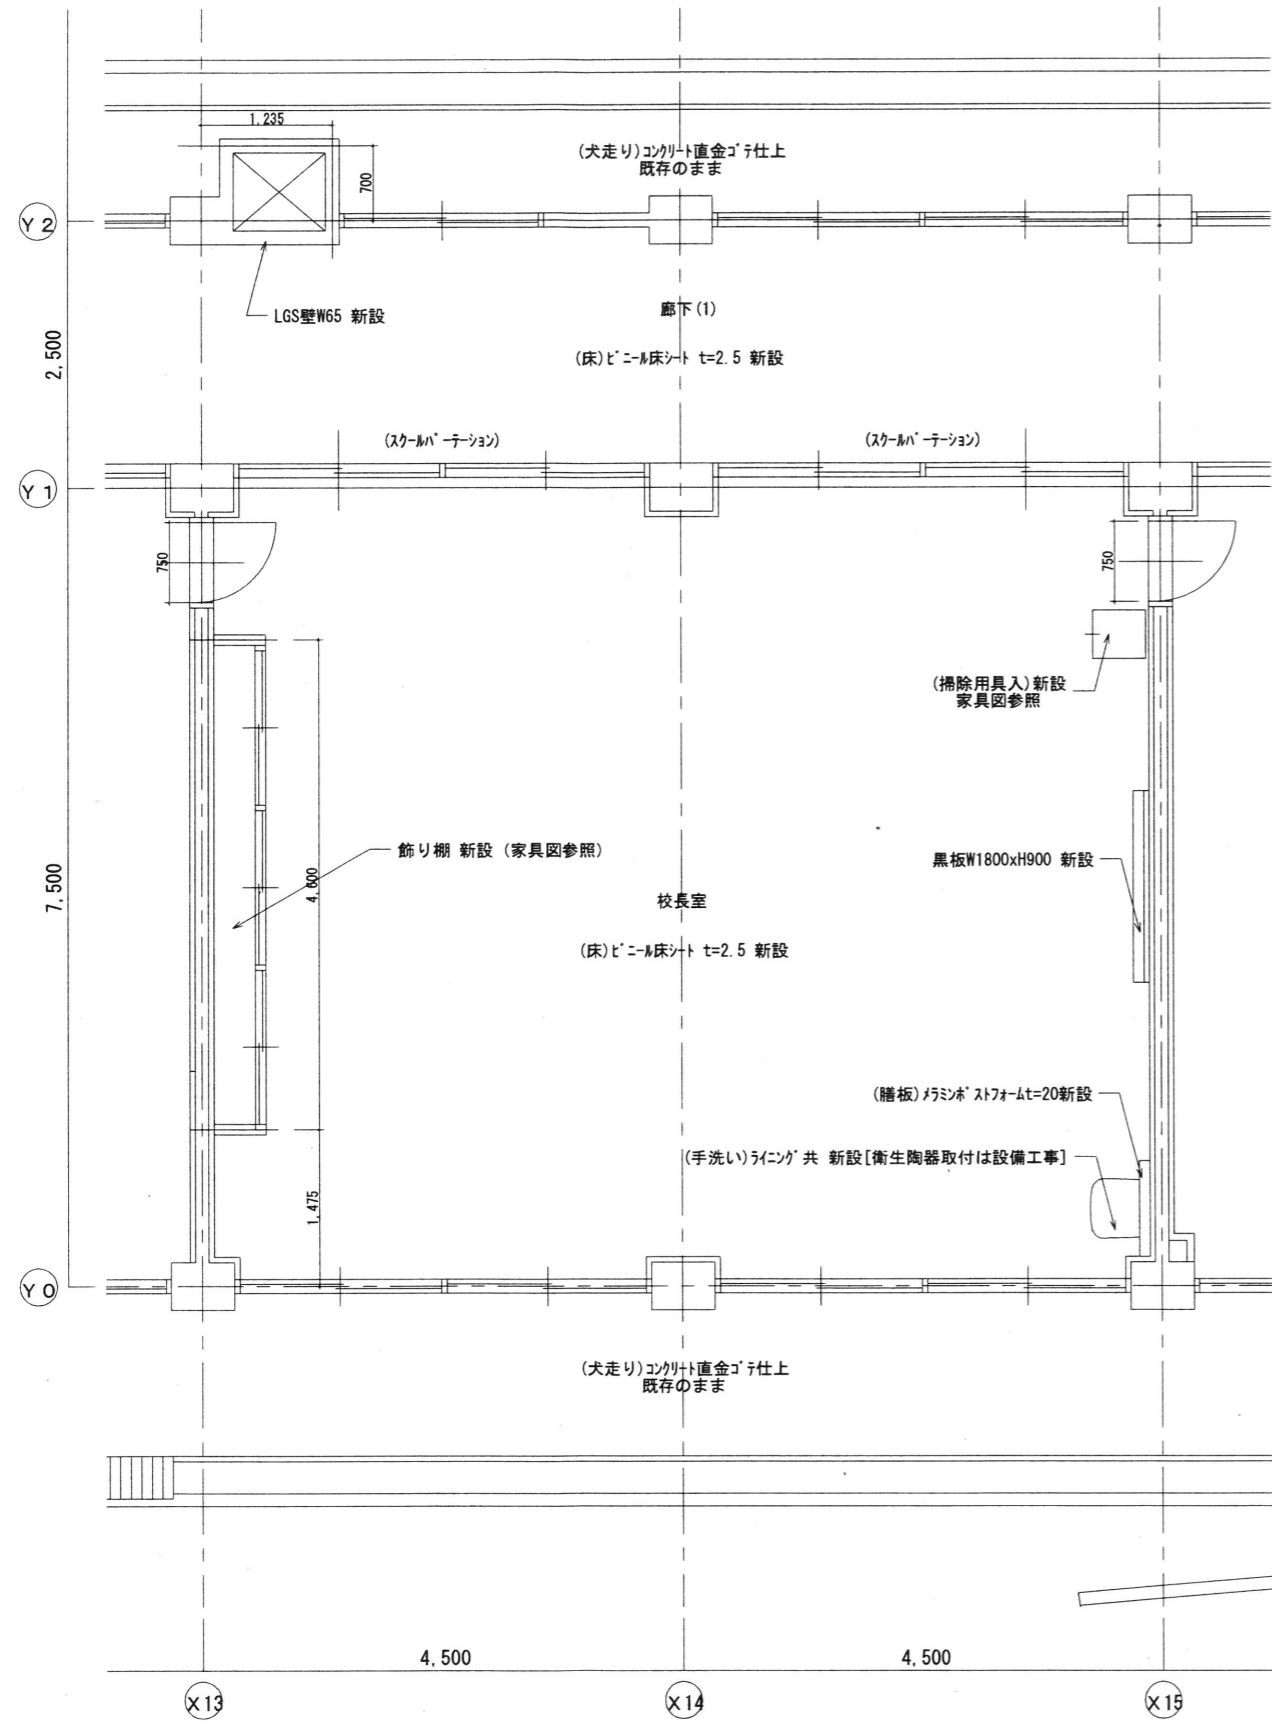 1,235
(犬走り)コンクリート直金ゴテ仕上
既存のまま
700
Y2
LGS壁W65 新設
廊下(1)
2,500
(床)ビニール床シート t=2.5 新設
(スクールパーテーション)
(スクールパーテーション)
Y1
750
750
(掃除用具入)新設
家具図参照
飾り棚 新設 (家具図参照)
4,600
黒板W1800xH900 新設
7,500
校長室
(床)ビニール床シート t=2.5 新設
(膳板)メラミンポストフォームt=20新設
(手洗い)ライニング共 新設[衛生陶器取付は設備工事]
1,475
Y0
(犬走り)コンクリート直金ゴテ仕上
既存のまま
4,500
4,500
X13
X14
X15